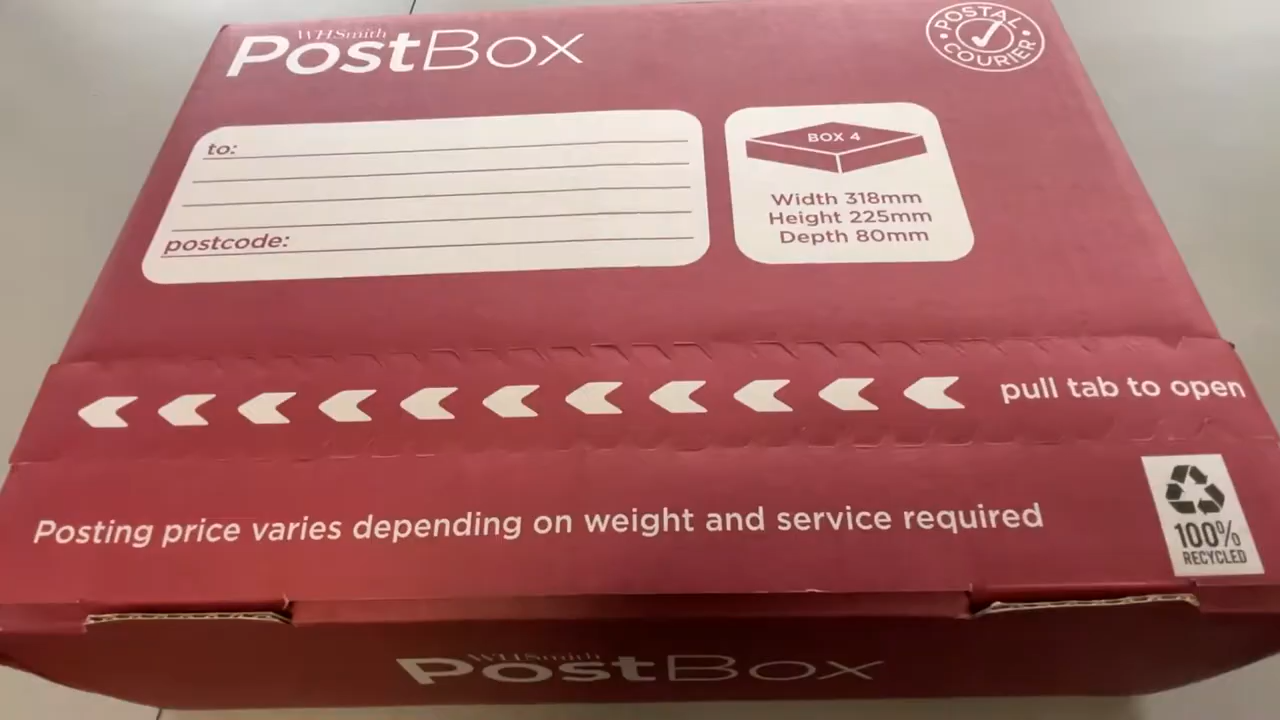 WHSmith
PostBox
POSTAL
COURIER
to:
postcode:
BOX 4
Width 318mm
Height 225mm
Depth 80mm
pull tab to open
Posting price varies depending on weight and service required
100%
RECYCLED
WHSmith
PostBox